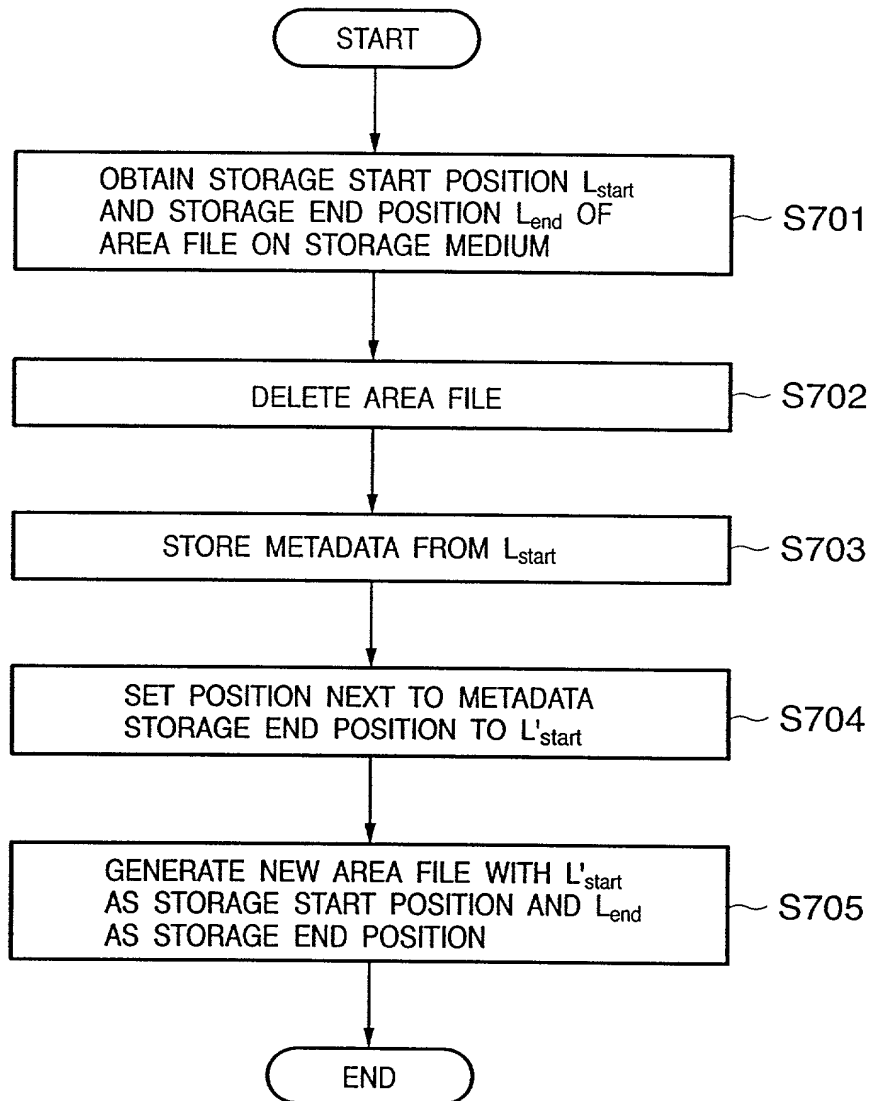 START
OBTAIN STORAGE START POSITION Lstart
AND STORAGE END POSITION Lend OF
AREA FILE ON STORAGE MEDIUM
S701
DELETE AREA FILE
S702
STORE METADATA FROM Lstart
S703
SET POSITION NEXT TO METADATA
STORAGE END POSITION TO L'start
S704
GENERATE NEW AREA FILE WITH L'start
AS STORAGE START POSITION AND Lend
AS STORAGE END POSITION
S705
END